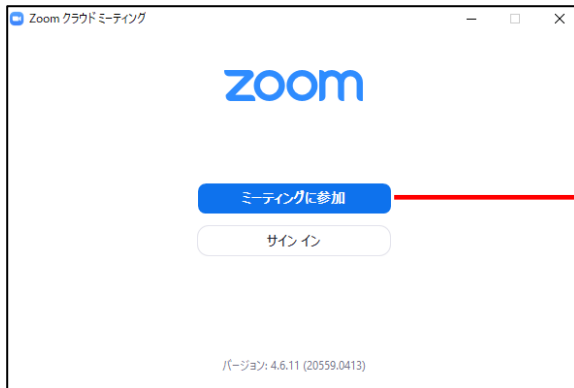 Zoom クラウド ミーティング
zoom
ミーティングに参加
サイン イン
バージョン: 4.6.11 (20559.0413)